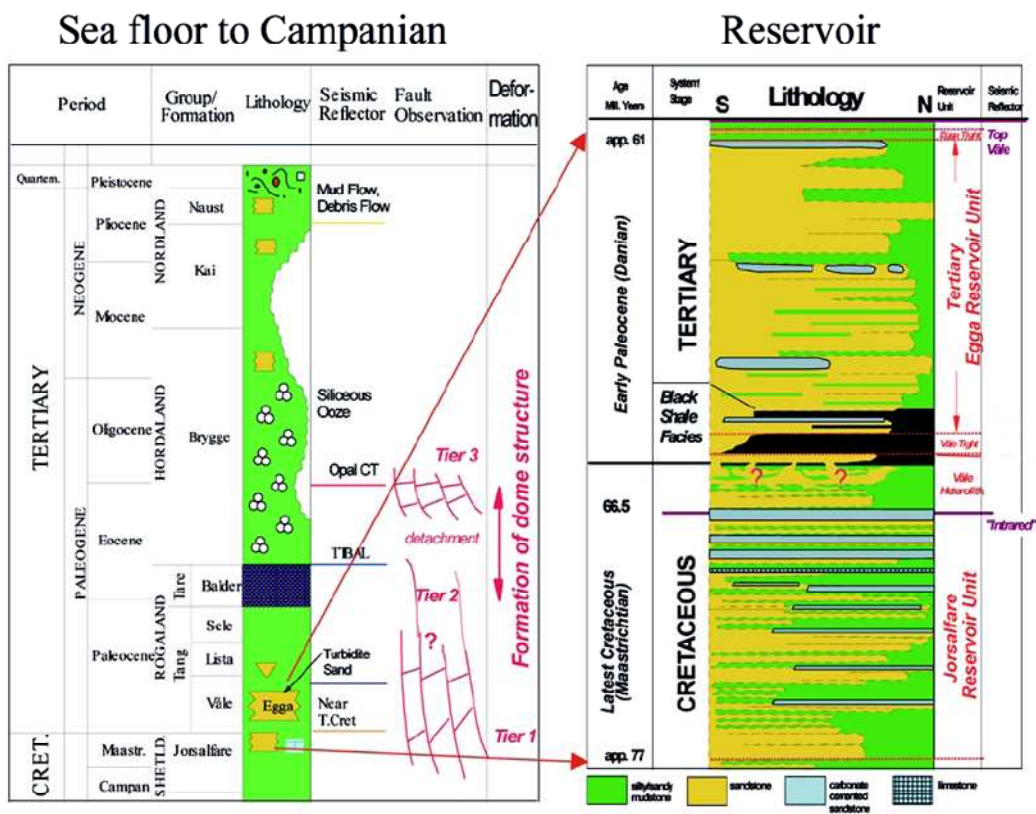 Sea floor to Campanian
Reservoir
Period
Group/
Formation
Lithology
Seismic
Reflector
Fault
Observation
Defor-
mation
Quartern.
Pleistocene
Pliocene
Miocene
Oligocene
Eocene
Paleocene
Maastr.
Campan
TERTIARY
CRET.
NEOGENE
PALEOGENE
NORDLAND
HORDALAND
ROGALAND
SHETLD.
Tare
Tang
Naust
Kai
Brygge
Balder
Sele
Lista
Våle
Jorsalfare
Egga
Mud Flow,
Debris Flow
Siliceous
Ooze
Opal CT
TIBAL
Turbidite
Sand
Near
T.Cret
Tier 3
detachment
Tier 2
?
Tier 1
Formation of dome structure
Age
Mill. Years
System/
Stage
S
Lithology
N
Reservoir
Unit
Seismic
Reflector
app. 61
66.5
app. 77
Early Paleocene (Danian)
Latest Cretaceous
(Maastrichtian)
TERTIARY
CRETACEOUS
Black
Shale
Facies
? ?
Top
Våle
Tertiary
Egga Reservoir Unit
Våle Tight
Våle
Heterolith.
"Intrared"
Jorsalfare
Reservoir Unit
silty/sandy
mudstone
sandstone
carbonate
cemented
sandstone
limestone